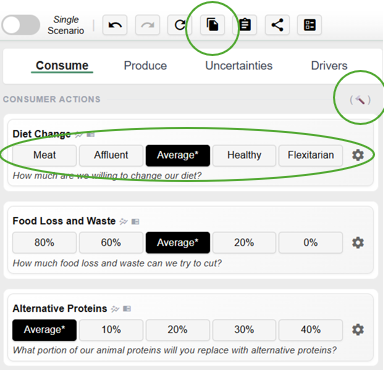 Single
Scenario
Consume Produce Uncertainties Drivers
CONSUMER ACTIONS
Diet Change
Meat Affluent Average* Healthy Flexitarian
How much are we willing to change our diet?
Food Loss and Waste
80% 60% Average* 20% 0%
How much food loss and waste can we try to cut?
Alternative Proteins
Average* 10% 20% 30% 40%
What portion of our animal proteins will you replace with alternative proteins?